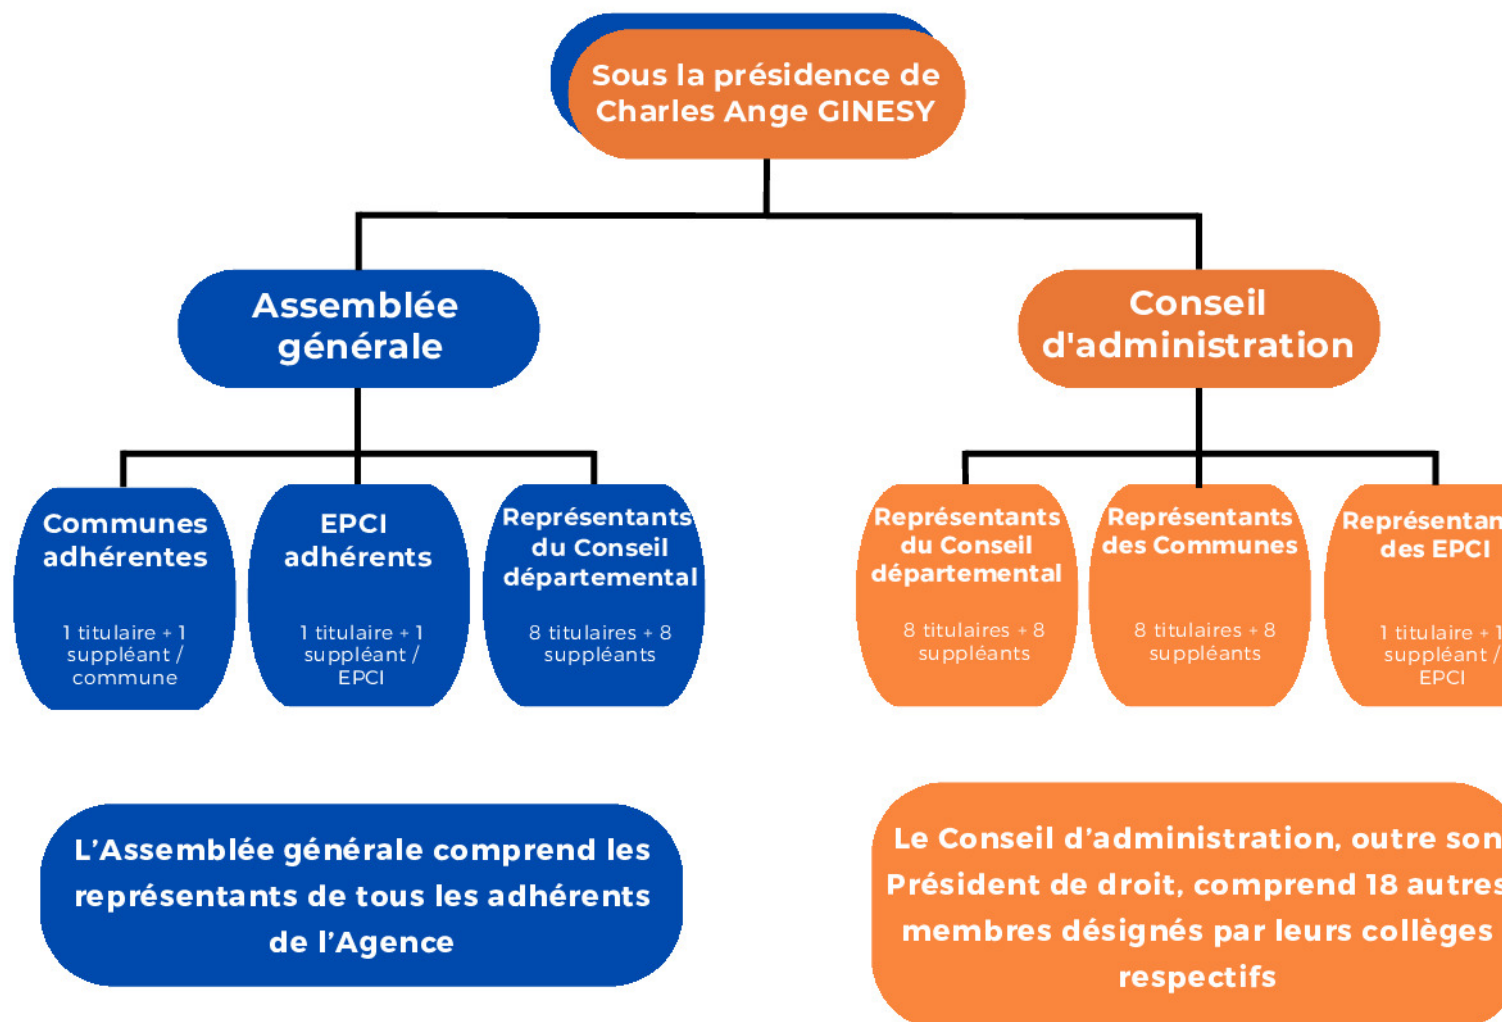 Sous la présidence de
Charles Ange GINESY
Assemblée
générale
Conseil
d'administration
Communes
adhérentes
1 titulaire + 1
suppléant /
commune
EPCI
adhérents
1 titulaire + 1
suppléant /
EPCI
Représentants
du Conseil
départemental
8 titulaires + 8
suppléants
Représentants
du Conseil
départemental
8 titulaires + 8
suppléants
Représentants
des Communes
8 titulaires + 8
suppléants
Représentan
des EPCI
1 titulaire + 1
suppléant /
EPCI
L'Assemblée générale comprend les
représentants de tous les adhérents
de l'Agence
Le Conseil d'administration, outre son
Président de droit, comprend 18 autres
membres désignés par leurs collèges
respectifs